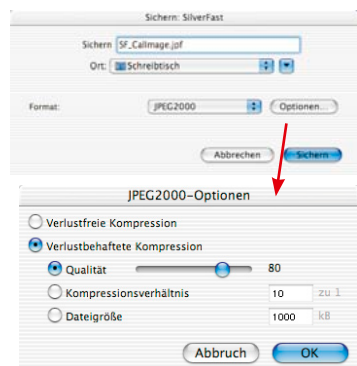 Sichern: SilverFast
Sichern SF_CalImage.jpf
Ort: Schreibtisch
Format: JPEG2000 Optionen...
Abbrechen Sichern
JPEG2000-Optionen
Verlustfreie Kompression
Verlustbehaftete Kompression
Qualität 80
Kompressionsverhältnis 10 zu 1
Dateigröße 1000 kB
Abbruch OK